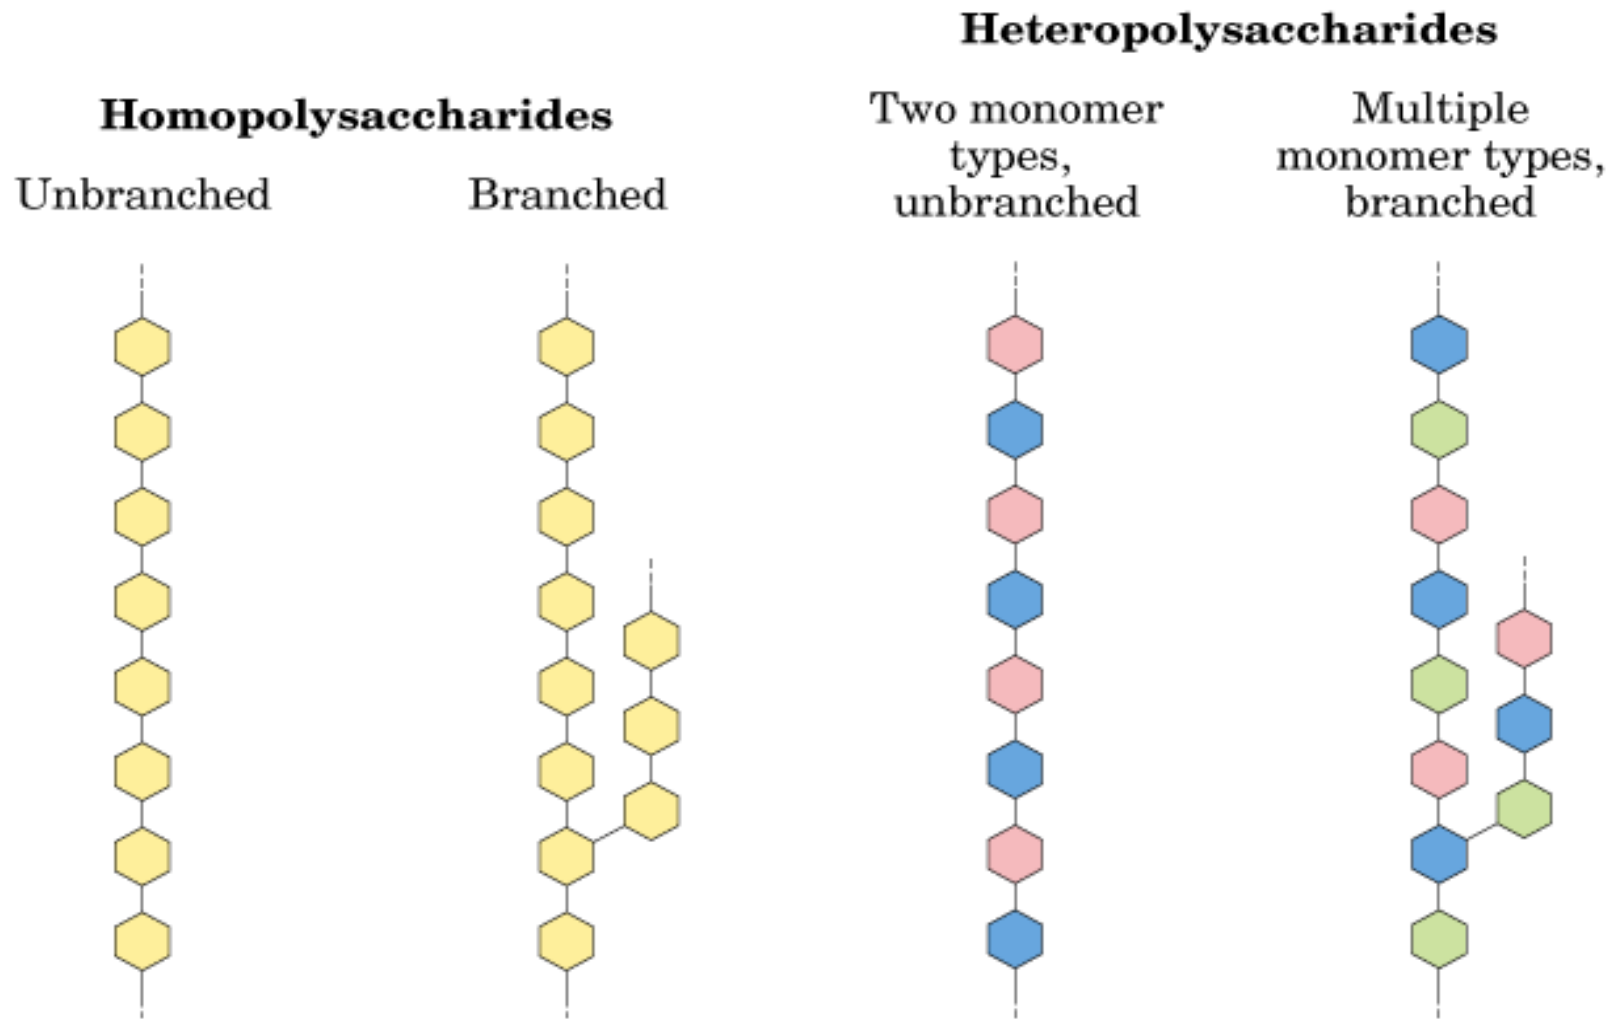 Homopolysaccharides
Unbranched
Branched
Heteropolysaccharides
Two monomer
types,
unbranched
Multiple
monomer types,
branched